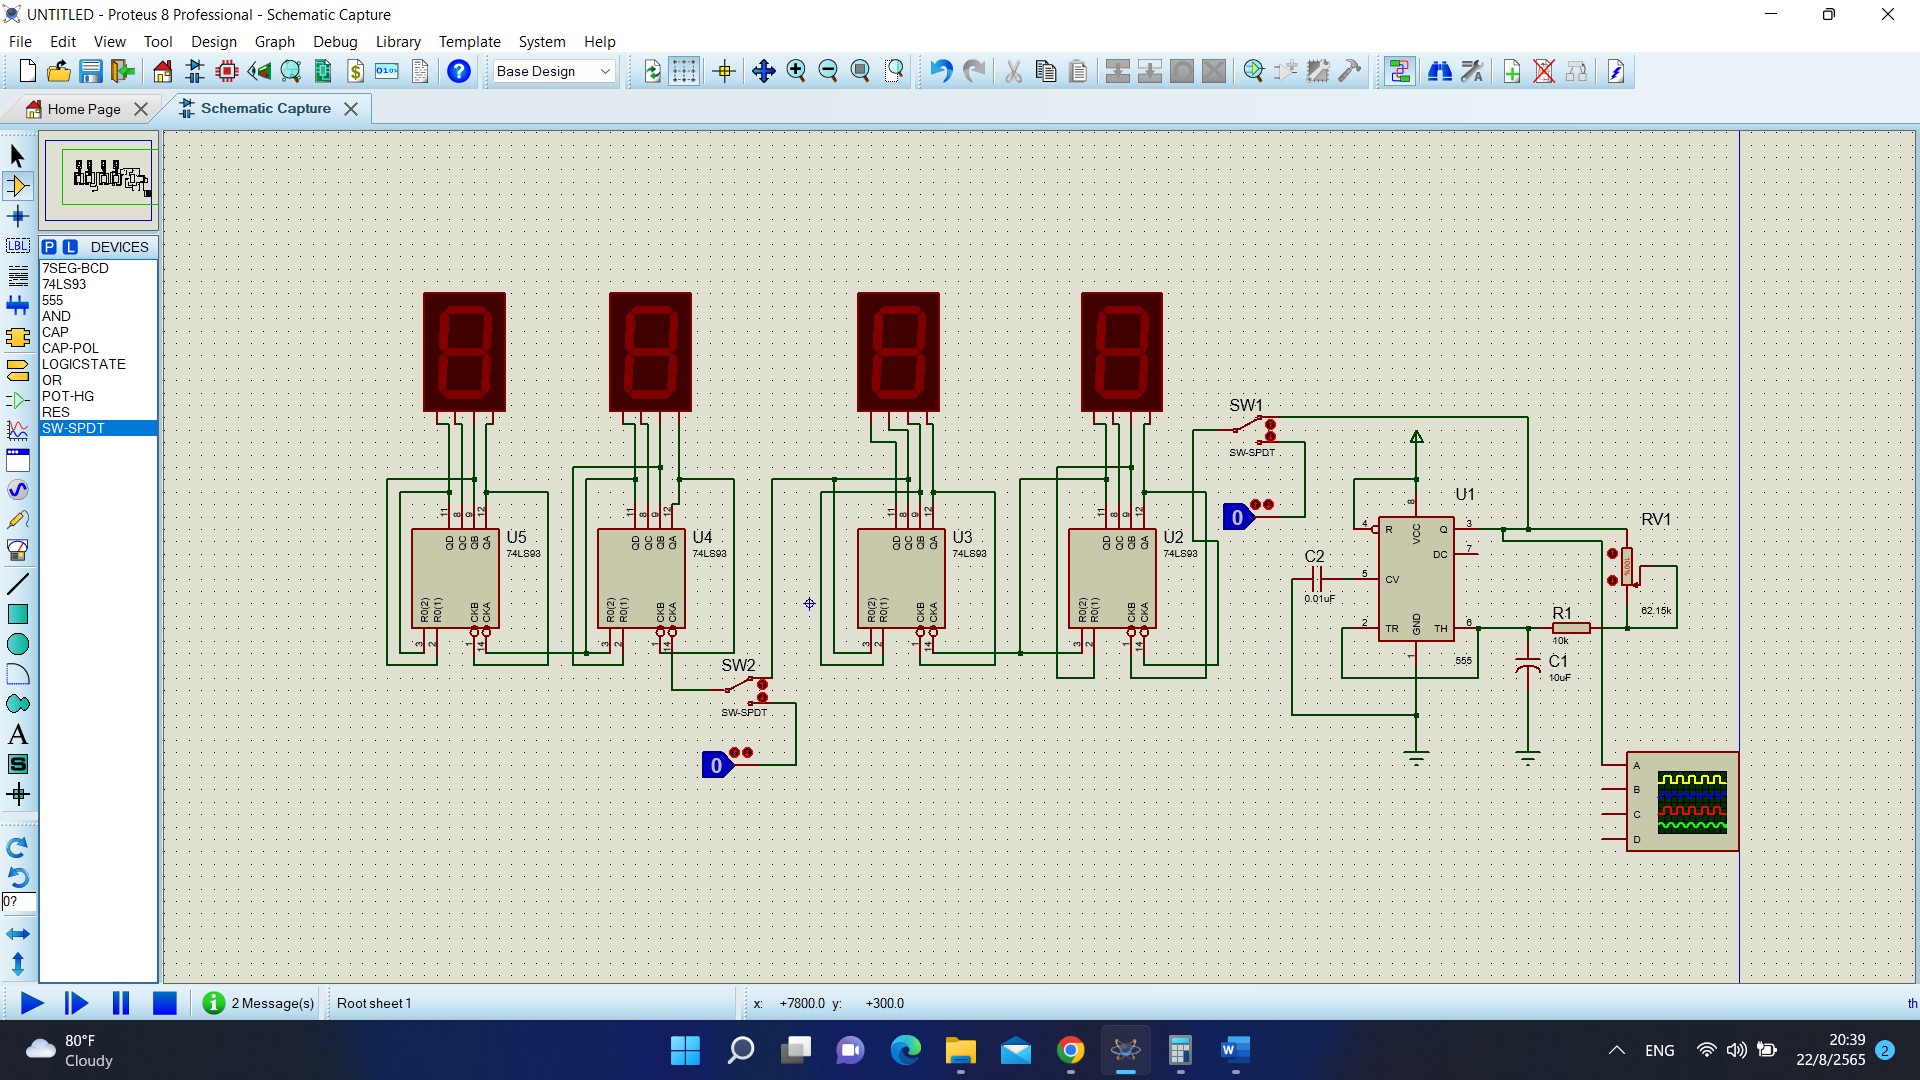 UNTITLED - Proteus 8 Professional - Schematic Capture
File Edit View Tool Design Graph Debug Library Template System Help
Base Design
Home Page
Schematic Capture
P L DEVICES
7SEG-BCD
74LS93
555
AND
CAP
CAP-POL
LOGICSTATE
OR
POT-HG
RES
SW-SPDT
LBL
A
S
0?
SW1
SW-SPDT
0
U5
74LS93
11 8 9 12
QD QC QB QA
R0(2) R0(1) CKB CKA
3 2 1 14
U4
74LS93
11 8 9 12
QD QC QB QA
R0(2) R0(1) CKB CKA
3 2 1 14
U3
74LS93
11 8 9 12
QD QC QB QA
R0(2) R0(1) CKB CKA
3 2 1 14
U2
74LS93
11 8 9 12
QD QC QB QA
R0(2) R0(1) CKB CKA
3 2 1 14
SW2
SW-SPDT
0
U1
8
4 R VCC Q 3
DC 7
5 CV
2 TR GND TH 6
1
555
C2
0.01uF
RV1
100%
62.15k
R1
10k
C1
10uF
A
B
C
D
2 Message(s)
Root sheet 1
x: +7800.0 y: +300.0
th
80°F
Cloudy
ENG
20:39
22/8/2565
2